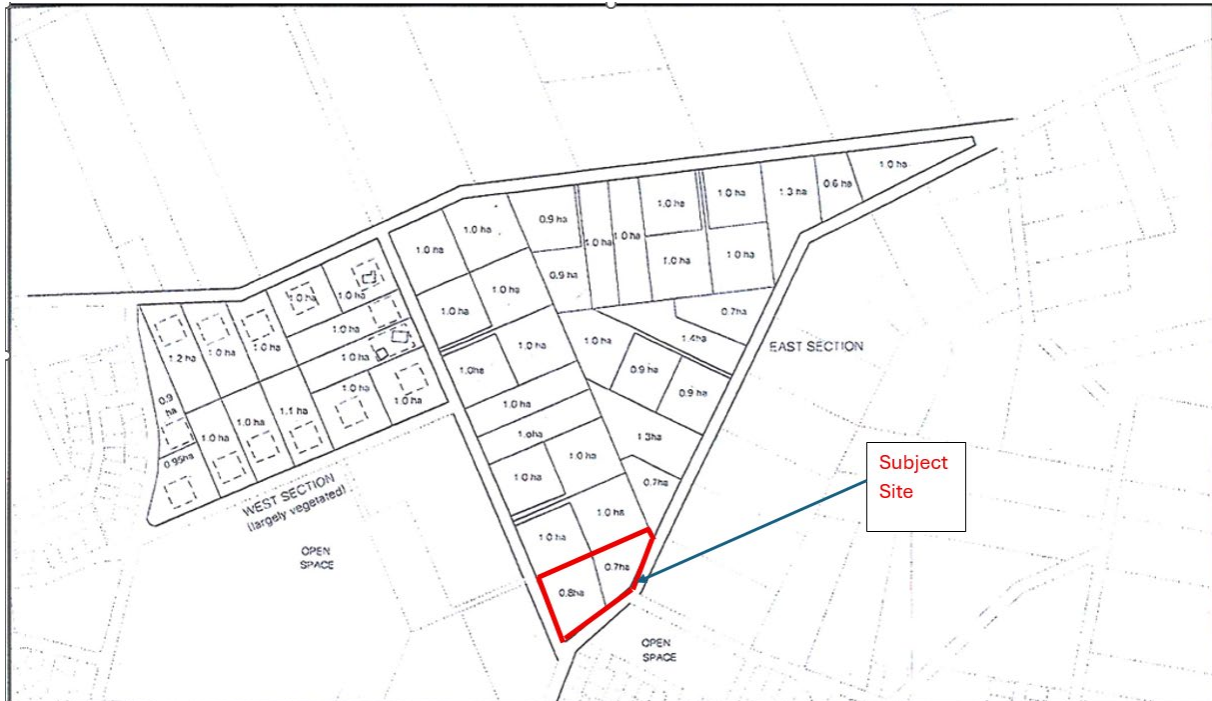 1.0 ha
1.3 ha
0.6 ha
1.0 ha
1.0 ha
0.9 ha
1.0 ha
1.0 ha
1.0 ha
1.0 ha
1.0 ha
1.0 ha
0.9 ha
1.0 ha
1.0 ha
1.0 ha
1.0 ha
1.0 ha
0.7ha
1.0 ha
1.2 ha
1.0 ha
1.0 ha
1.0 ha
1.0 ha
1.0 ha
1.4ha
EAST SECTION
1.0ha
0.9 ha
0.9 ha
0.9
ha
1.0 ha
1.0 ha
1.0 ha
1.1 ha
1.0 ha
1.0 ha
1.0ha
1.3ha
0.95ha
1.0 ha
1.0 ha
0.7ha
WEST SECTION
(largely vegetated)
1.0 ha
1.0 ha
OPEN
SPACE
0.7ha
0.8ha
OPEN
SPACE
Subject
Site